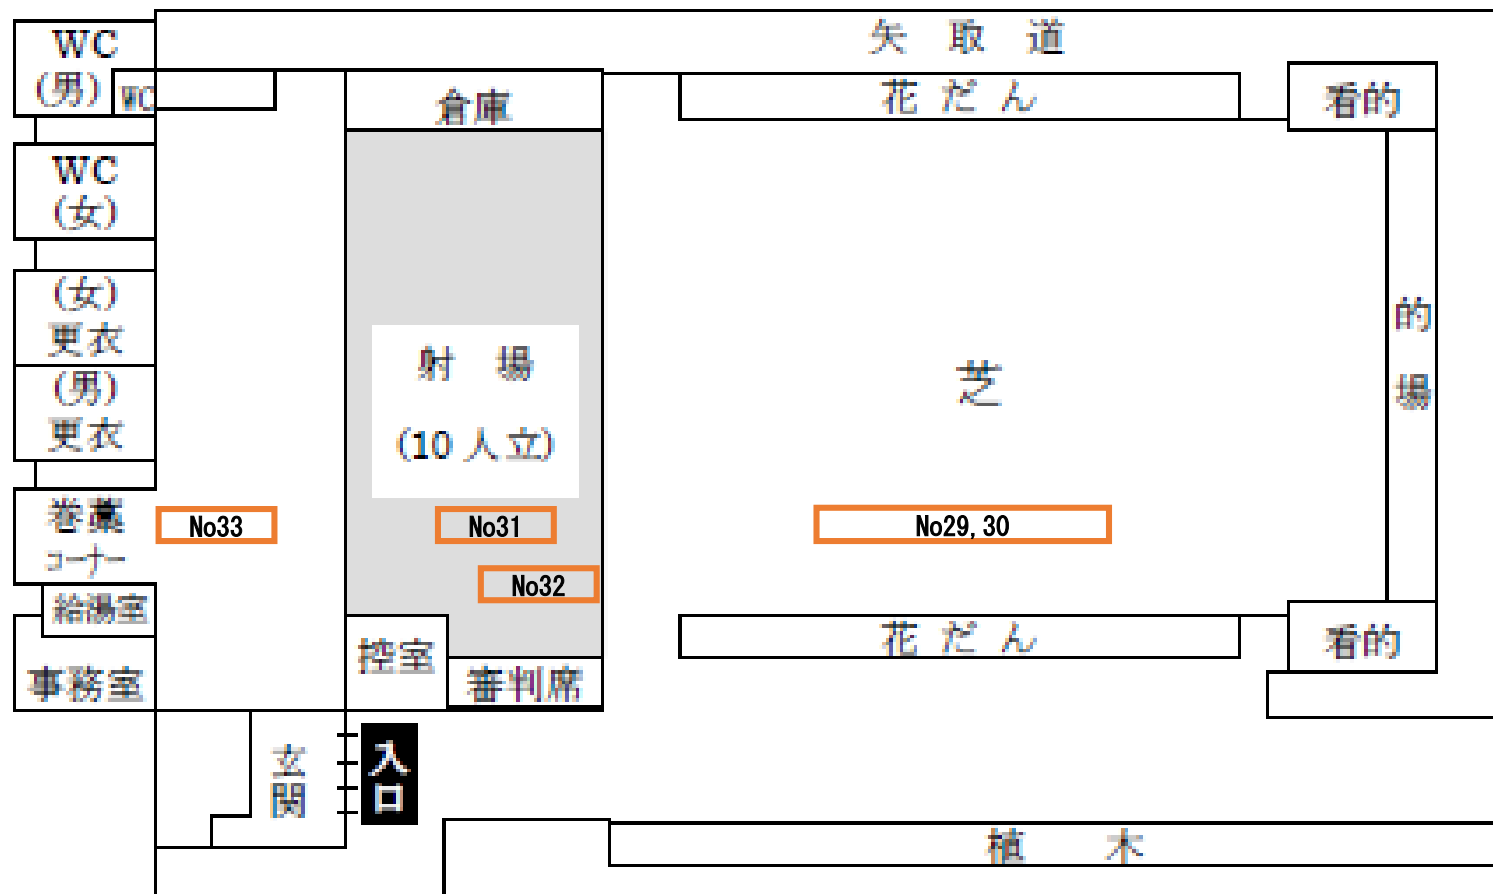 WC
(男)
WC
矢 取 道
倉庫
花 だ ん
看的
WC
(女)
(女)
更衣
(男)
更衣
射 場
(10 人 立)
芝
的
場
巻藁
コーナー
No33
No31
No29, 30
No32
給湯室
事務室
控室
審判席
花 だ ん
看的
玄
関
入
口
植 木